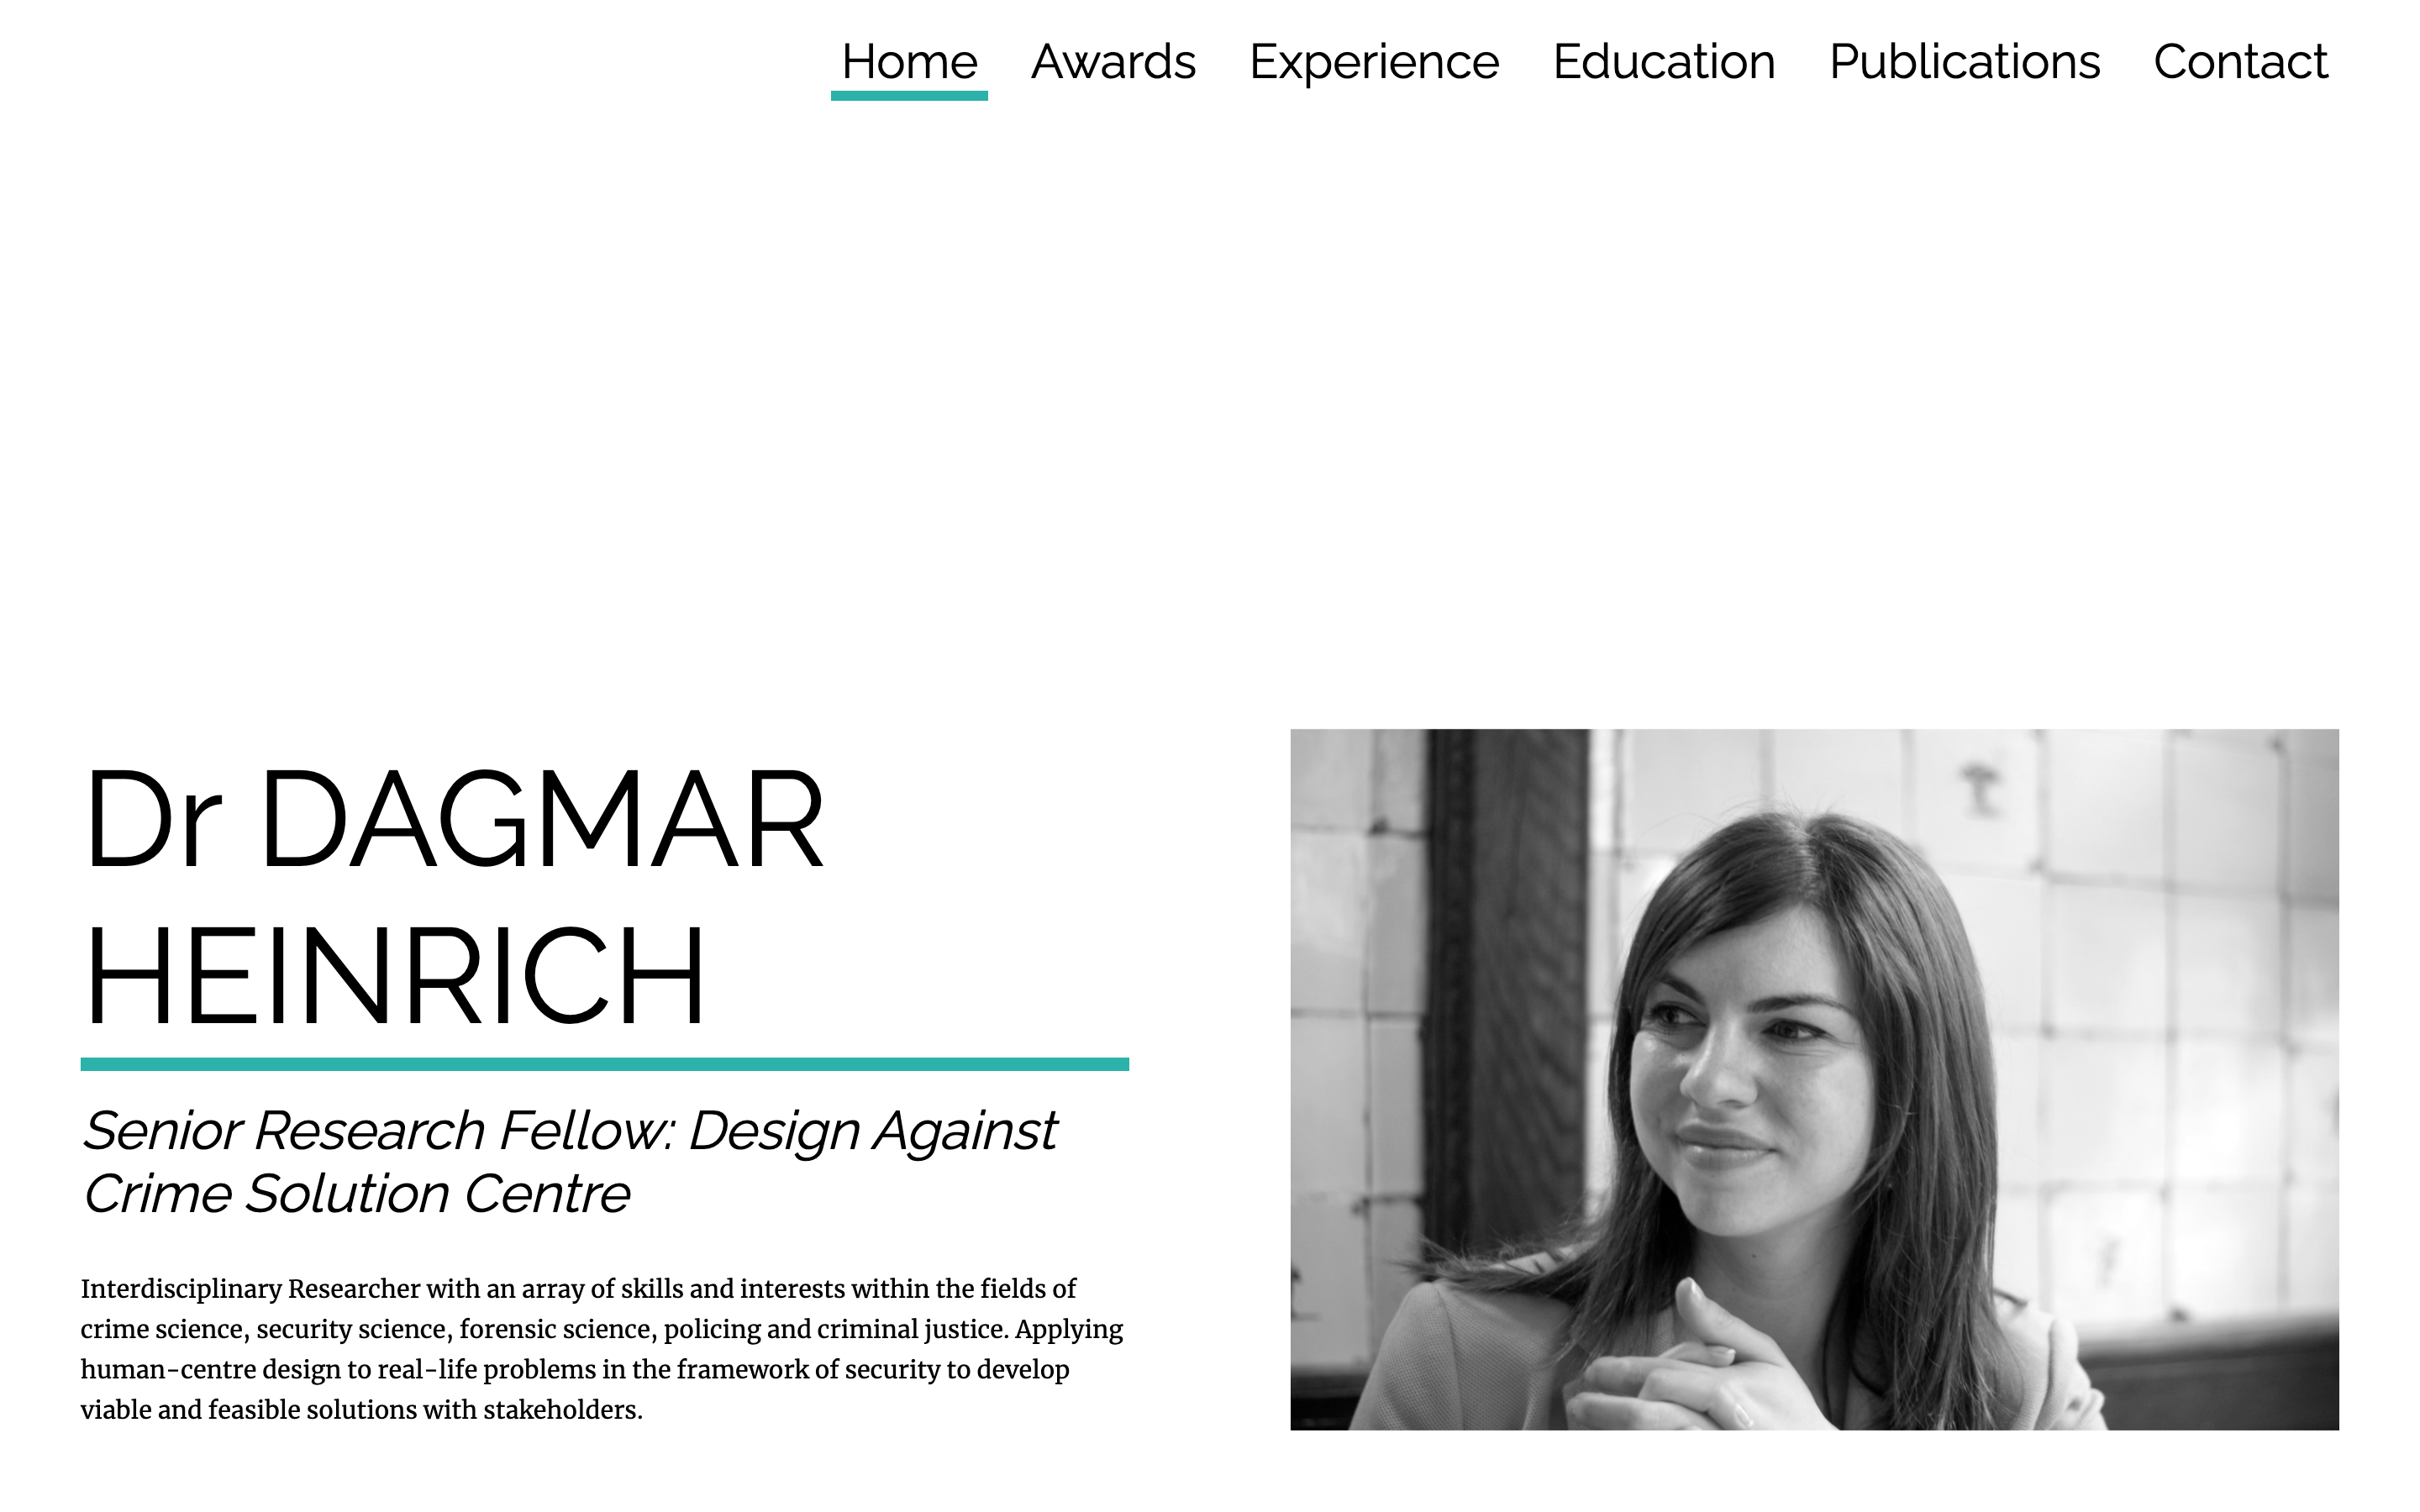 Home Awards Experience Education Publications Contact
Dr DAGMAR
HEINRICH
Senior Research Fellow: Design Against
Crime Solution Centre
Interdisciplinary Researcher with an array of skills and interests within the fields of
crime science, security science, forensic science, policing and criminal justice. Applying
human-centre design to real-life problems in the framework of security to develop
viable and feasible solutions with stakeholders.